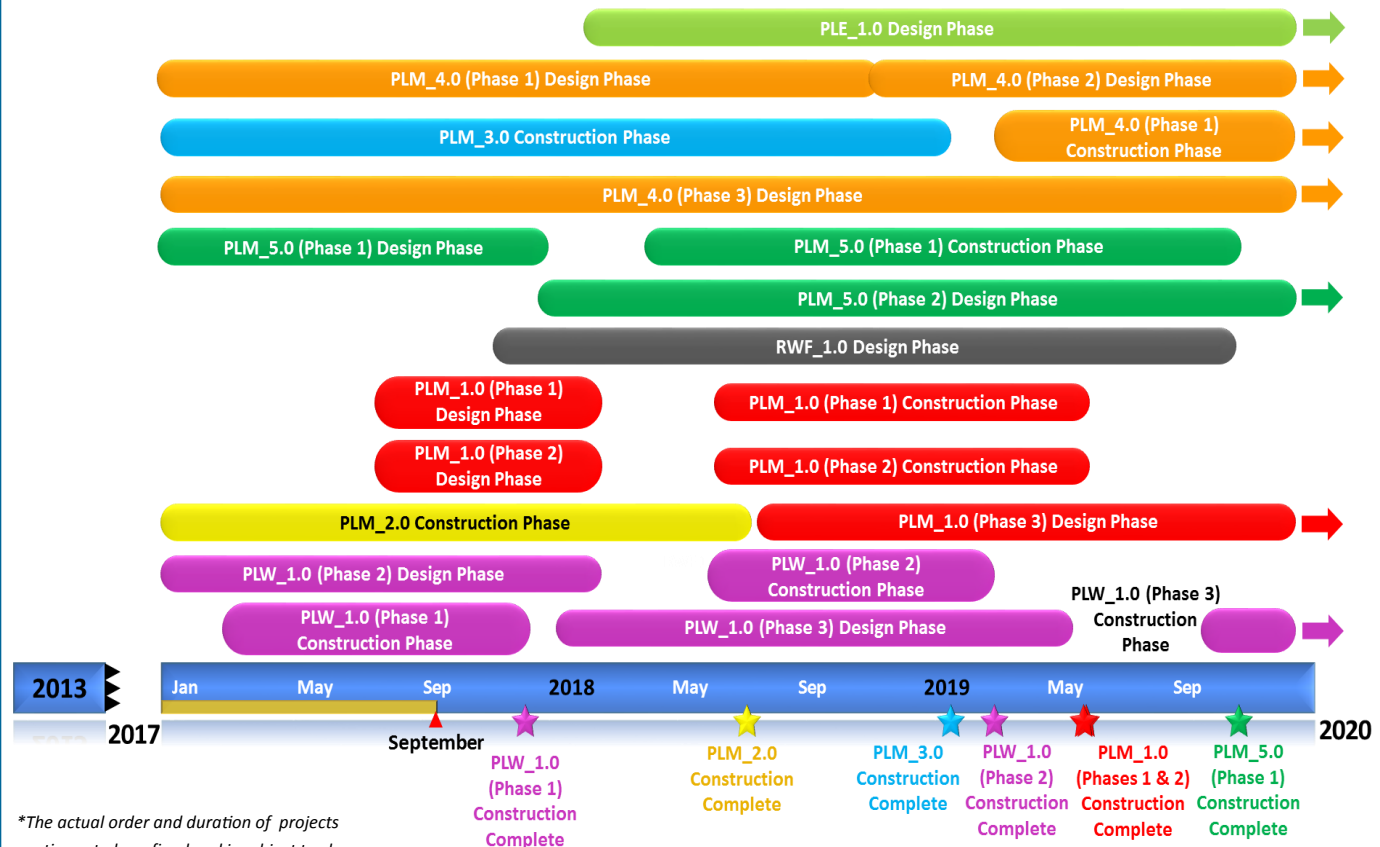 PLE_1.0 Design Phase
PLM_4.0 (Phase 1) Design Phase
PLM_4.0 (Phase 2) Design Phase
PLM_3.0 Construction Phase
PLM_4.0 (Phase 1)
Construction Phase
PLM_4.0 (Phase 3) Design Phase
PLM_5.0 (Phase 1) Design Phase
PLM_5.0 (Phase 1) Construction Phase
PLM_5.0 (Phase 2) Design Phase
RWF_1.0 Design Phase
PLM_1.0 (Phase 1)
Design Phase
PLM_1.0 (Phase 1) Construction Phase
PLM_1.0 (Phase 2)
Design Phase
PLM_1.0 (Phase 2) Construction Phase
PLM_2.0 Construction Phase
PLM_1.0 (Phase 3) Design Phase
PLW_1.0 (Phase 2) Design Phase
PLW_1.0 (Phase 2)
Construction Phase
PLW_1.0 (Phase 1)
Construction Phase
PLW_1.0 (Phase 3) Design Phase
PLW_1.0 (Phase 3)
Construction
Phase
2013
Jan
May
Sep
2018
May
Sep
2019
May
Sep
2017
2020
September
PLW_1.0
(Phase 1)
Construction
Complete
PLM_2.0
Construction
Complete
PLM_3.0
Construction
Complete
PLW_1.0
(Phase 2)
Construction
Complete
PLM_1.0
(Phases 1 & 2)
Construction
Complete
PLM_5.0
(Phase 1)
Construction
Complete
*The actual order and duration of projects